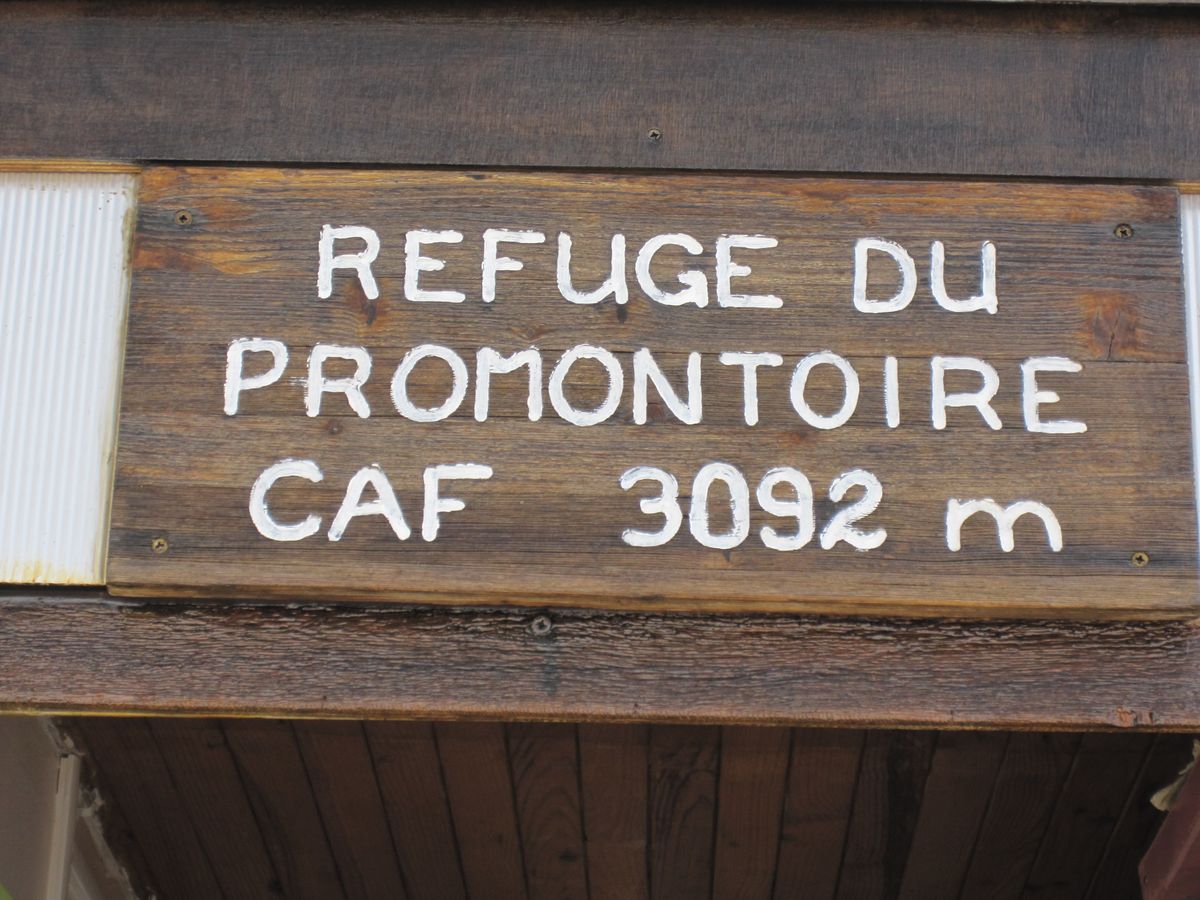 REFUGE DU
PROMONTOIRE
CAF 3092 m